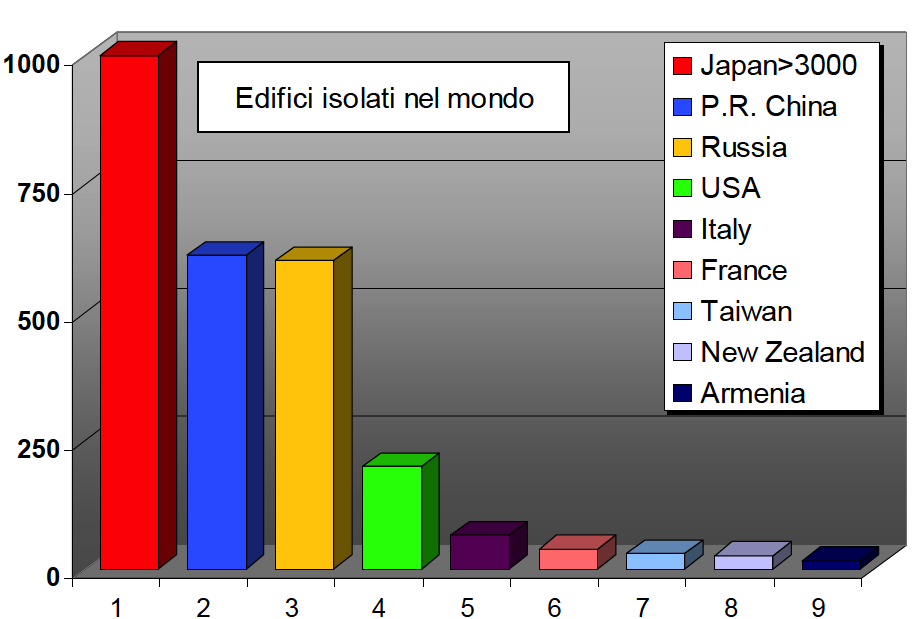 Edifici isolati nel mondo
1000
750
500
250
0
1 2 3 4 5 6 7 8 9
Japan>3000
P.R. China
Russia
USA
Italy
France
Taiwan
New Zealand
Armenia